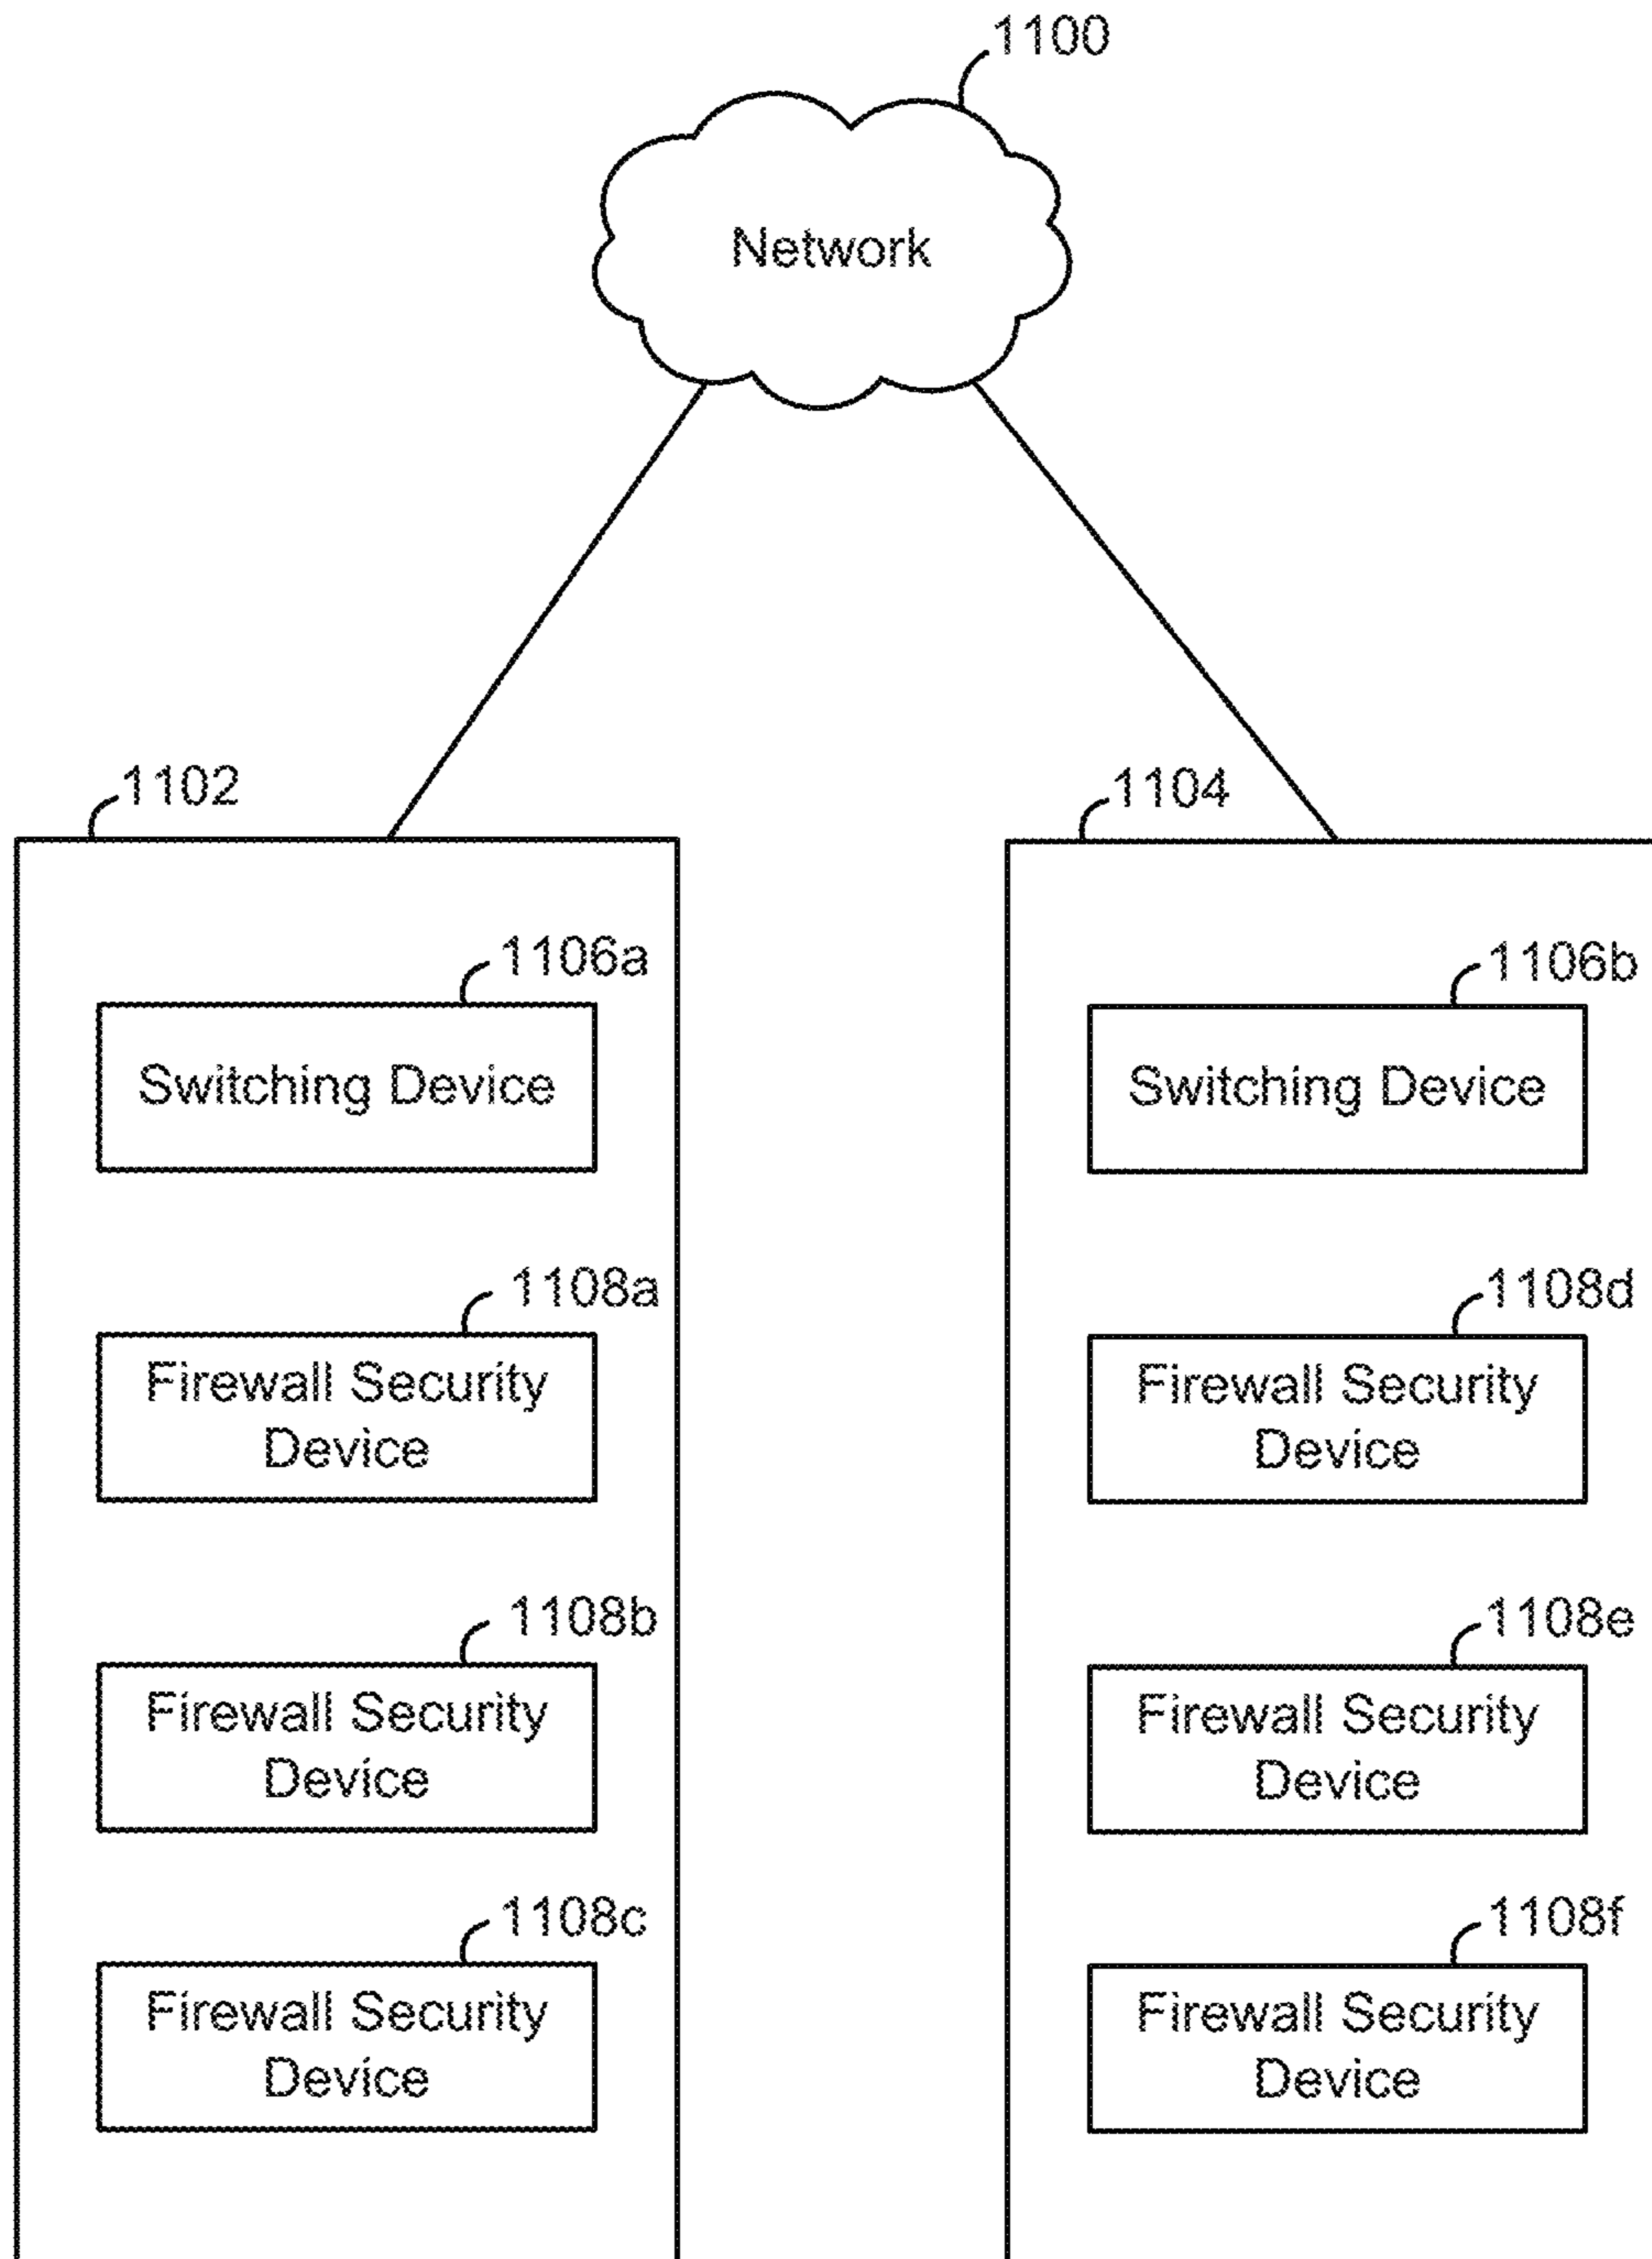 1100
Network
1102
1104
1106a
Switching Device
1108a
Firewall Security
Device
1108b
Firewall Security
Device
1108c
Firewall Security
Device
1106b
Switching Device
1108d
Firewall Security
Device
1108e
Firewall Security
Device
1108f
Firewall Security
Device